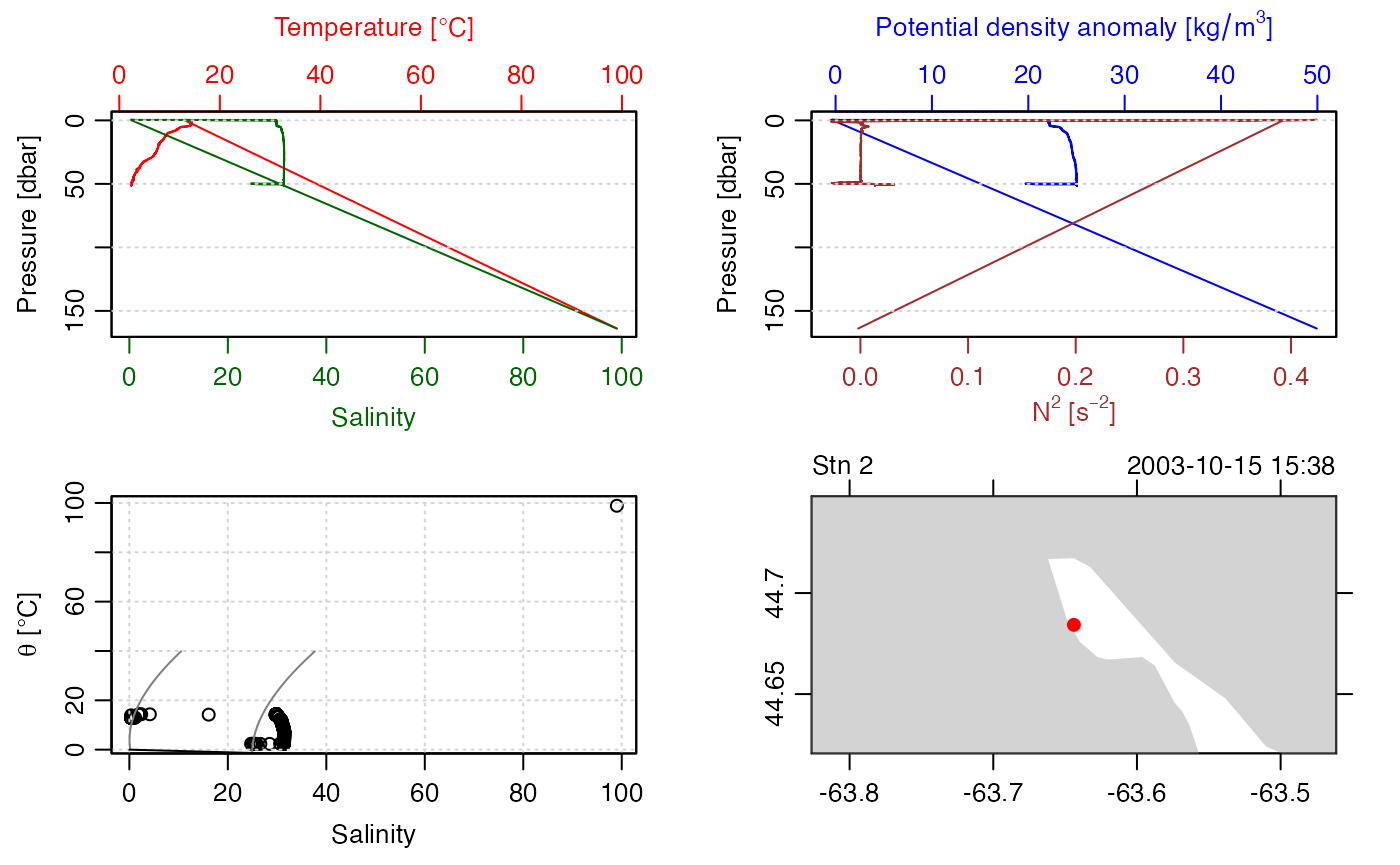 Temperature [°C]
0 20 40 60 80 100
Pressure [dbar]
0
50
150
0 20 40 60 80 100
Salinity
Potential density anomaly [kg/m³]
0 10 20 30 40 50
Pressure [dbar]
0
50
150
0.0 0.1 0.2 0.3 0.4
N² [s⁻²]
θ [°C]
100
60
20
0
0 20 40 60 80 100
Salinity
Stn 2 2003-10-15 15:38
44.7
44.65
-63.8 -63.7 -63.6 -63.5